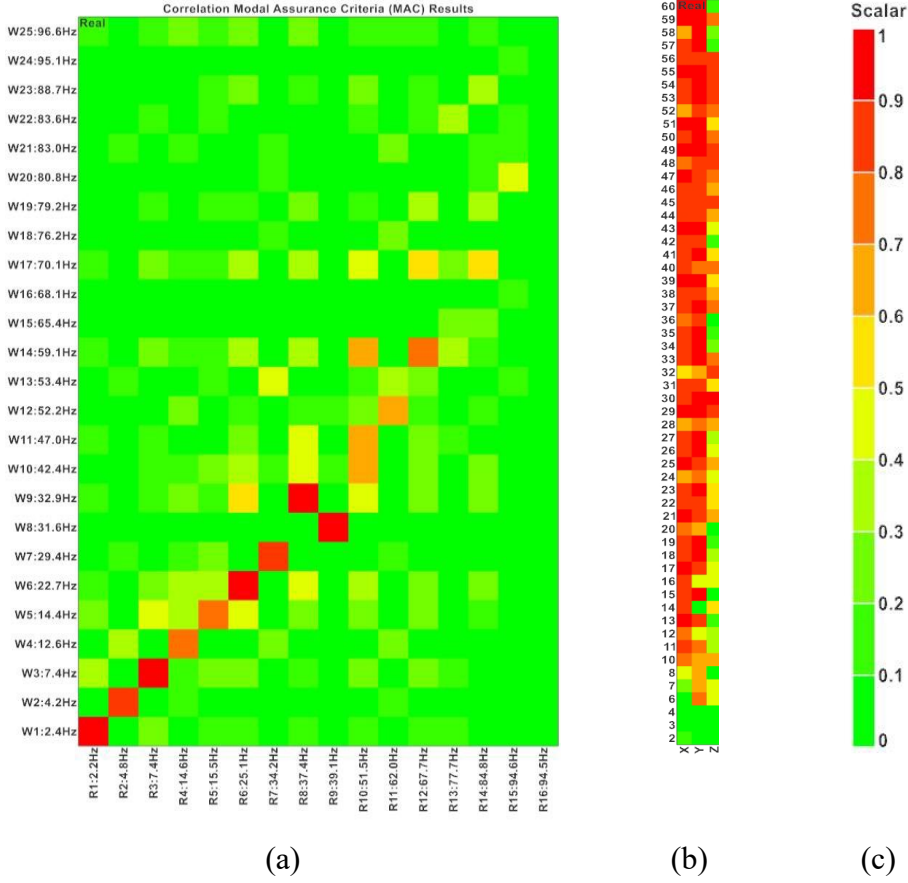 Correlation Modal Assurance Criteria (MAC) Results
Real
W25:96.6Hz
W24:95.1Hz
W23:88.7Hz
W22:83.6Hz
W21:83.0Hz
W20:80.8Hz
W19:79.2Hz
W18:76.2Hz
W17:70.1Hz
W16:68.1Hz
W15:65.4Hz
W14:59.1Hz
W13:53.4Hz
W12:52.2Hz
W11:47.0Hz
W10:42.4Hz
W9:32.9Hz
W8:31.6Hz
W7:29.4Hz
W6:22.7Hz
W5:14.4Hz
W4:12.6Hz
W3:7.4Hz
W2:4.2Hz
W1:2.4Hz
R1:2.2Hz
R2:4.8Hz
R3:7.4Hz
R4:14.6Hz
R5:15.5Hz
R6:25.1Hz
R7:34.2Hz
R8:37.4Hz
R9:39.1Hz
R10:51.5Hz
R11:62.0Hz
R12:67.7Hz
R13:77.7Hz
R14:84.8Hz
R15:94.6Hz
R16:94.5Hz
(a)
Real
60
59
58
57
56
55
54
53
52
51
50
49
48
47
46
45
44
43
42
41
40
39
38
37
36
35
34
33
32
31
30
29
28
27
26
25
24
23
22
21
20
19
18
17
16
15
14
13
12
11
10
8
7
6
4
3
2
X
Y
Z
(b)
Scalar
1
0.9
0.8
0.7
0.6
0.5
0.4
0.3
0.2
0.1
0
(c)